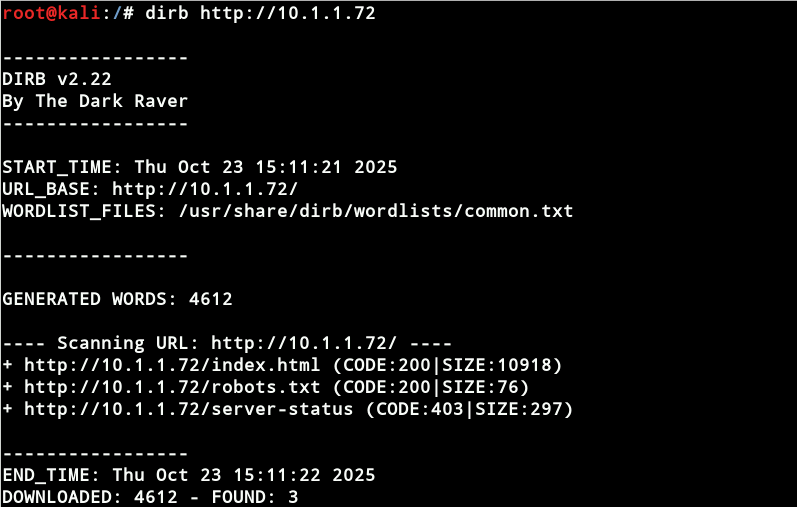 root@kali:/# dirb http://10.1.1.72
-----------------
DIRB v2.22
By The Dark Raver
-----------------
START_TIME: Thu Oct 23 15:11:21 2025
URL_BASE: http://10.1.1.72/
WORDLIST_FILES: /usr/share/dirb/wordlists/common.txt
-----------------
GENERATED WORDS: 4612
---- Scanning URL: http://10.1.1.72/ ----
+ http://10.1.1.72/index.html (CODE:200|SIZE:10918)
+ http://10.1.1.72/robots.txt (CODE:200|SIZE:76)
+ http://10.1.1.72/server-status (CODE:403|SIZE:297)
-----------------
END_TIME: Thu Oct 23 15:11:22 2025
DOWNLOADED: 4612 - FOUND: 3